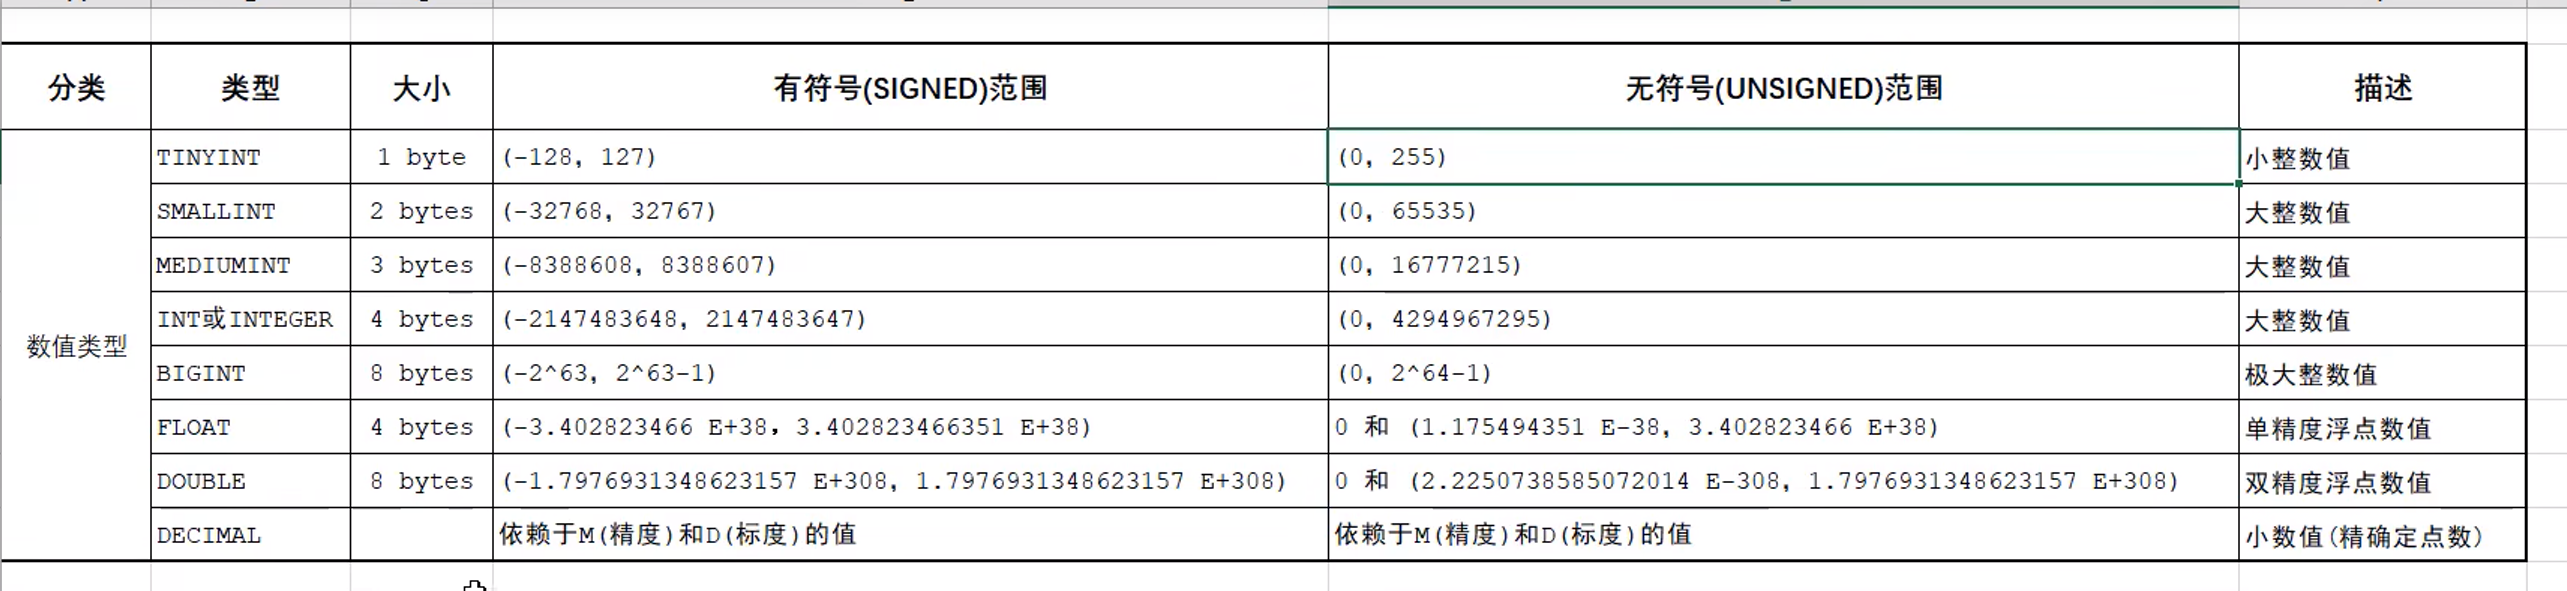 分类 类型 大小 有符号(SIGNED)范围 无符号(UNSIGNED)范围 描述
TINYINT 1 byte (-128, 127) (0, 255) 小整数值
SMALLINT 2 bytes (-32768, 32767) (0, 65535) 大整数值
MEDIUMINT 3 bytes (-8388608, 8388607) (0, 16777215) 大整数值
INT或INTEGER 4 bytes (-2147483648, 2147483647) (0, 4294967295) 大整数值
数值类型
BIGINT 8 bytes (-2^63, 2^63-1) (0, 2^64-1) 极大整数值
FLOAT 4 bytes (-3.402823466 E+38, 3.402823466351 E+38) 0 和 (1.175494351 E-38, 3.402823466 E+38) 单精度浮点数值
DOUBLE 8 bytes (-1.7976931348623157 E+308, 1.7976931348623157 E+308) 0 和 (2.2250738585072014 E-308, 1.7976931348623157 E+308) 双精度浮点数值
DECIMAL 依赖于M(精度)和D(标度)的值 依赖于M(精度)和D(标度)的值 小数值(精确定点数)